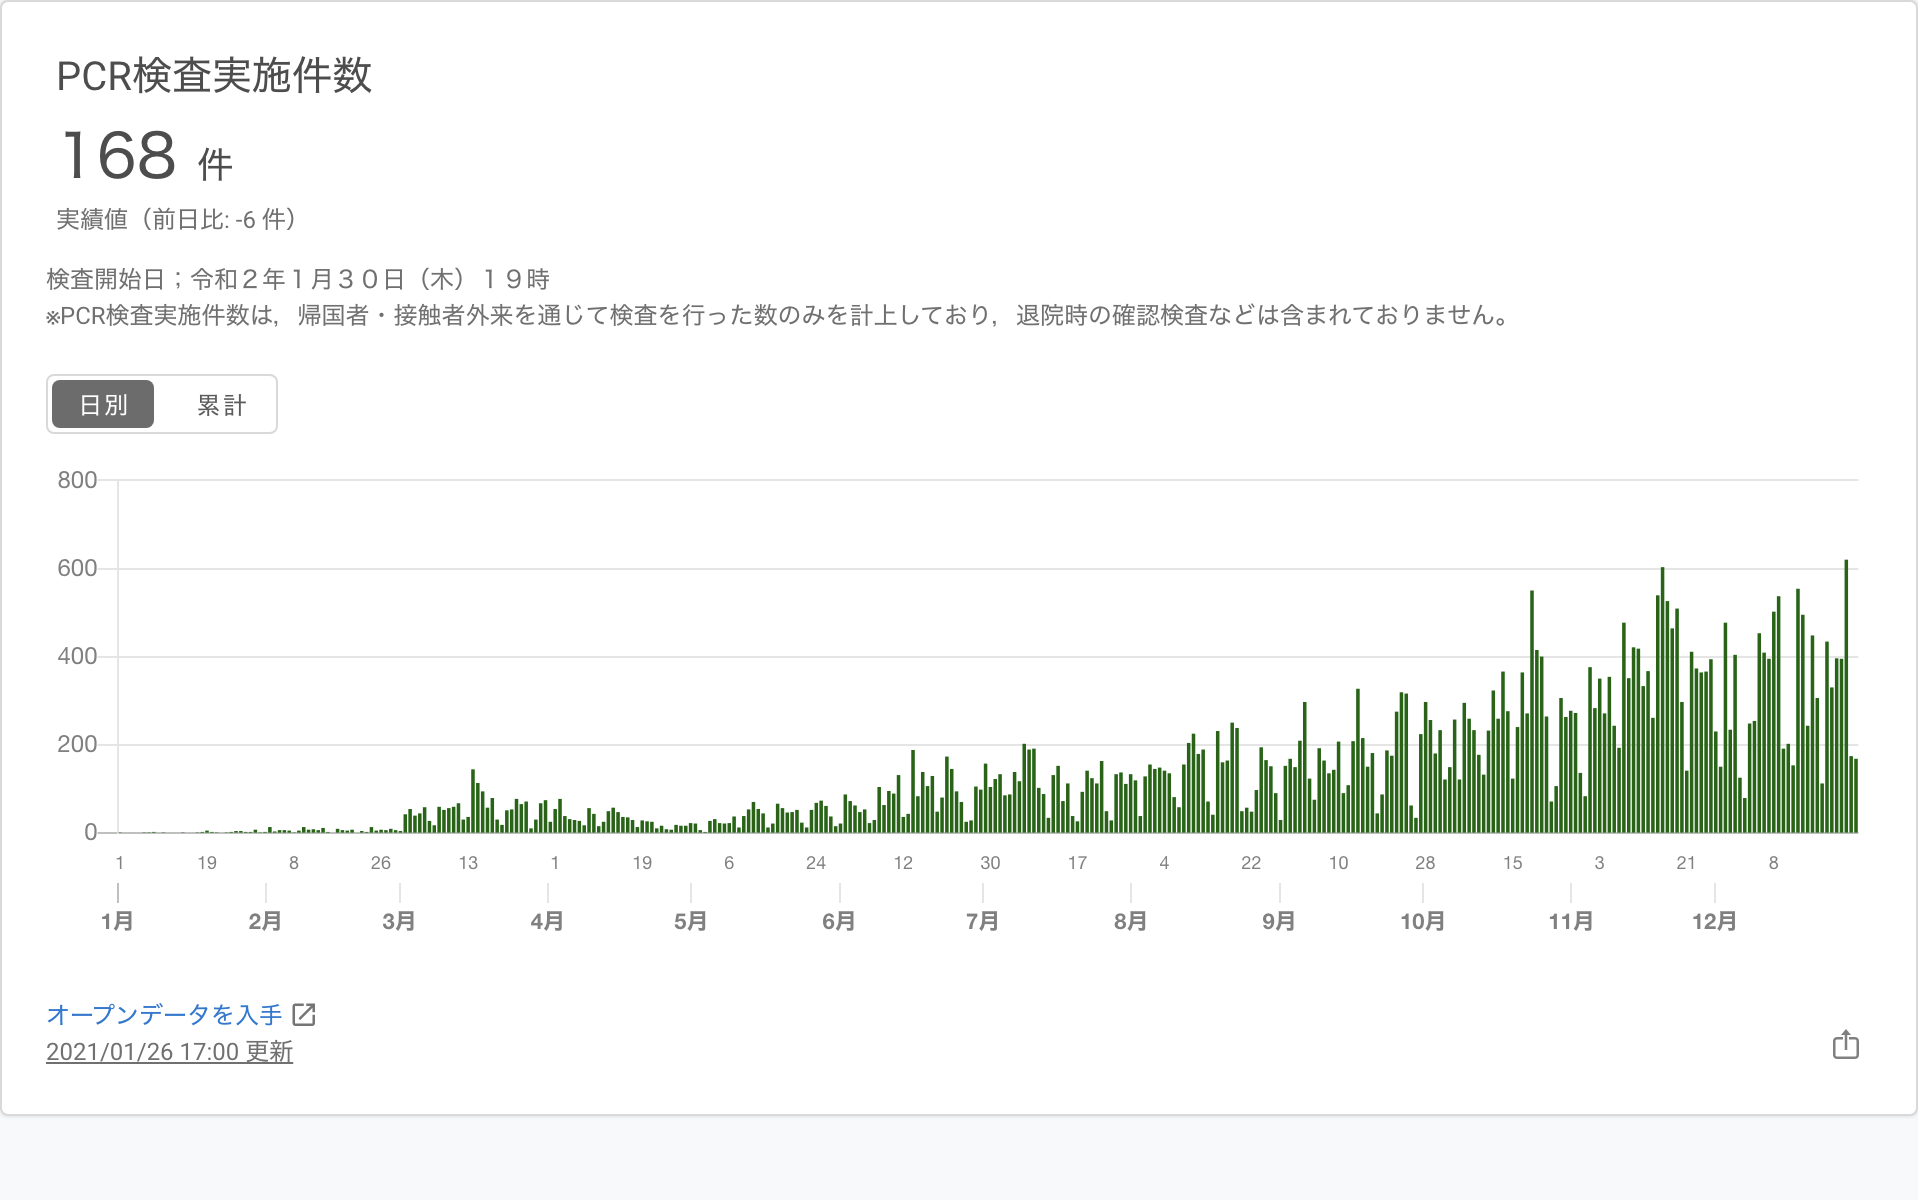 PCR検査実施件数
168 件
実績値（前日比: -6 件）
検査開始日；令和２年１月３０日（木）１９時
※PCR検査実施件数は，帰国者・接触者外来を通じて検査を行った数のみを計上しており，退院時の確認検査などは含まれておりません。
日別 累計
800
600
400
200
0
1 19 8 26 13 1 19 6 24 12 30 17 4 22 10 28 15 3 21 8
1月 2月 3月 4月 5月 6月 7月 8月 9月 10月 11月 12月
オープンデータを入手
2021/01/26 17:00 更新